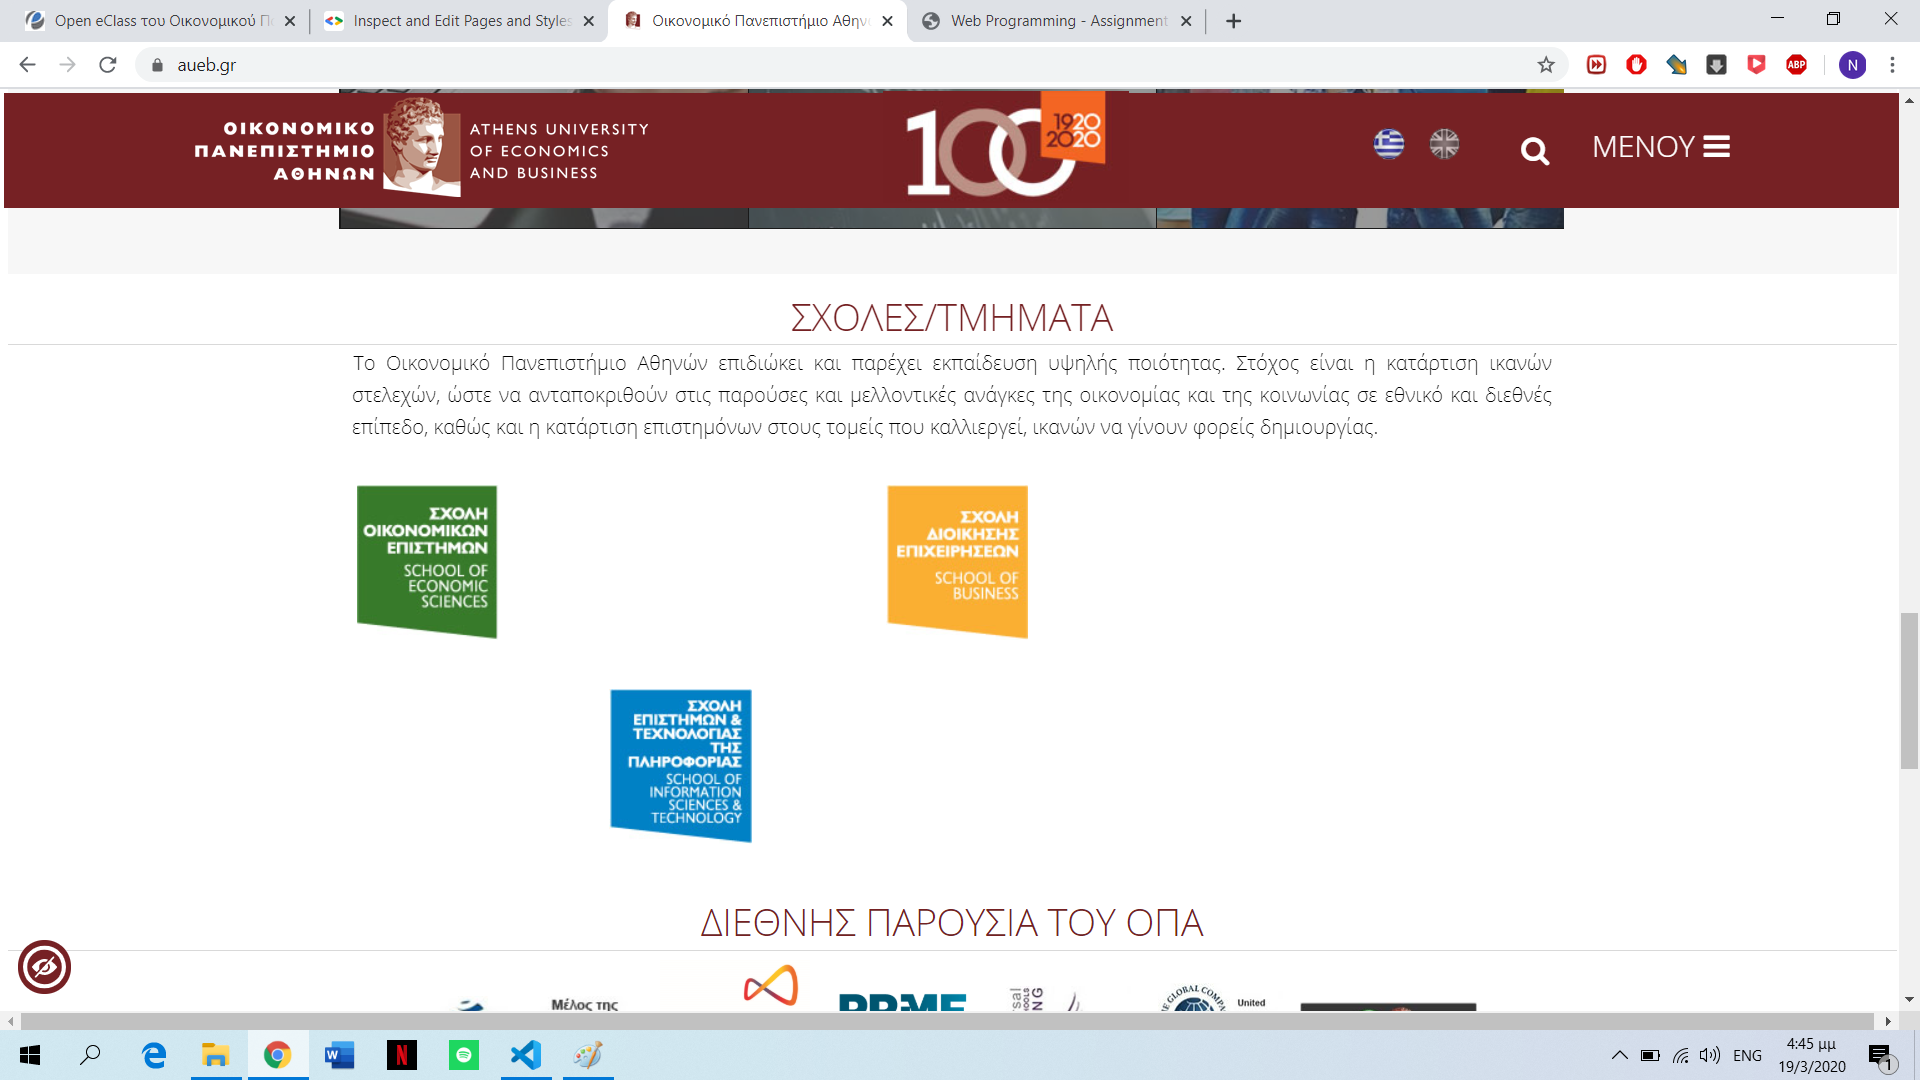 Open eClass του Οικονομικού Πα
Inspect and Edit Pages and Styles
Οικονομικό Πανεπιστήμιο Αθην
Web Programming - Assignment
aueb.gr
N
ABP
ΟΙΚΟΝΟΜΙΚΟ
ΠΑΝΕΠΙΣΤΗΜΙΟ
ΑΘΗΝΩΝ
ATHENS UNIVERSITY
OF ECONOMICS
AND BUSINESS
100
1920
2020
ΜΕΝΟΥ
ΣΧΟΛΕΣ/ΤΜΗΜΑΤΑ
Το Οικονομικό Πανεπιστήμιο Αθηνών επιδιώκει και παρέχει εκπαίδευση υψηλής ποιότητας. Στόχος είναι η κατάρτιση ικανών
στελεχών, ώστε να ανταποκριθούν στις παρούσες και μελλοντικές ανάγκες της οικονομίας και της κοινωνίας σε εθνικό και διεθνές
επίπεδο, καθώς και η κατάρτιση επιστημόνων στους τομείς που καλλιεργεί, ικανών να γίνουν φορείς δημιουργίας.
ΣΧΟΛΗ
ΟΙΚΟΝΟΜΙΚΩΝ
ΕΠΙΣΤΗΜΩΝ
SCHOOL OF
ECONOMIC
SCIENCES
ΣΧΟΛΗ
ΔΙΟΙΚΗΣΗΣ
ΕΠΙΧΕΙΡΗΣΕΩΝ
SCHOOL OF
BUSINESS
ΣΧΟΛΗ
ΕΠΙΣΤΗΜΩΝ &
ΤΕΧΝΟΛΟΓΙΑΣ
ΤΗΣ
ΠΛΗΡΟΦΟΡΙΑΣ
SCHOOL OF
INFORMATION
SCIENCES &
TECHNOLOGY
ΔΙΕΘΝΗΣ ΠΑΡΟΥΣΙΑ ΤΟΥ ΟΠΑ
Μέλος της
United
ENG
4:45 μμ
19/3/2020
1